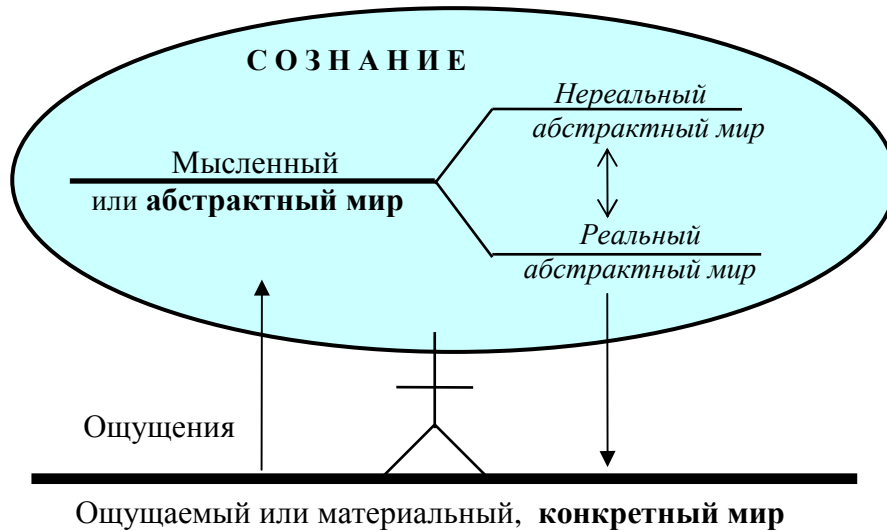 С О З Н А Н И Е
Нереальный
абстрактный мир
Мысленный
или абстрактный мир
Реальный
абстрактный мир
Ощущения
Ощущаемый или материальный, конкретный мир